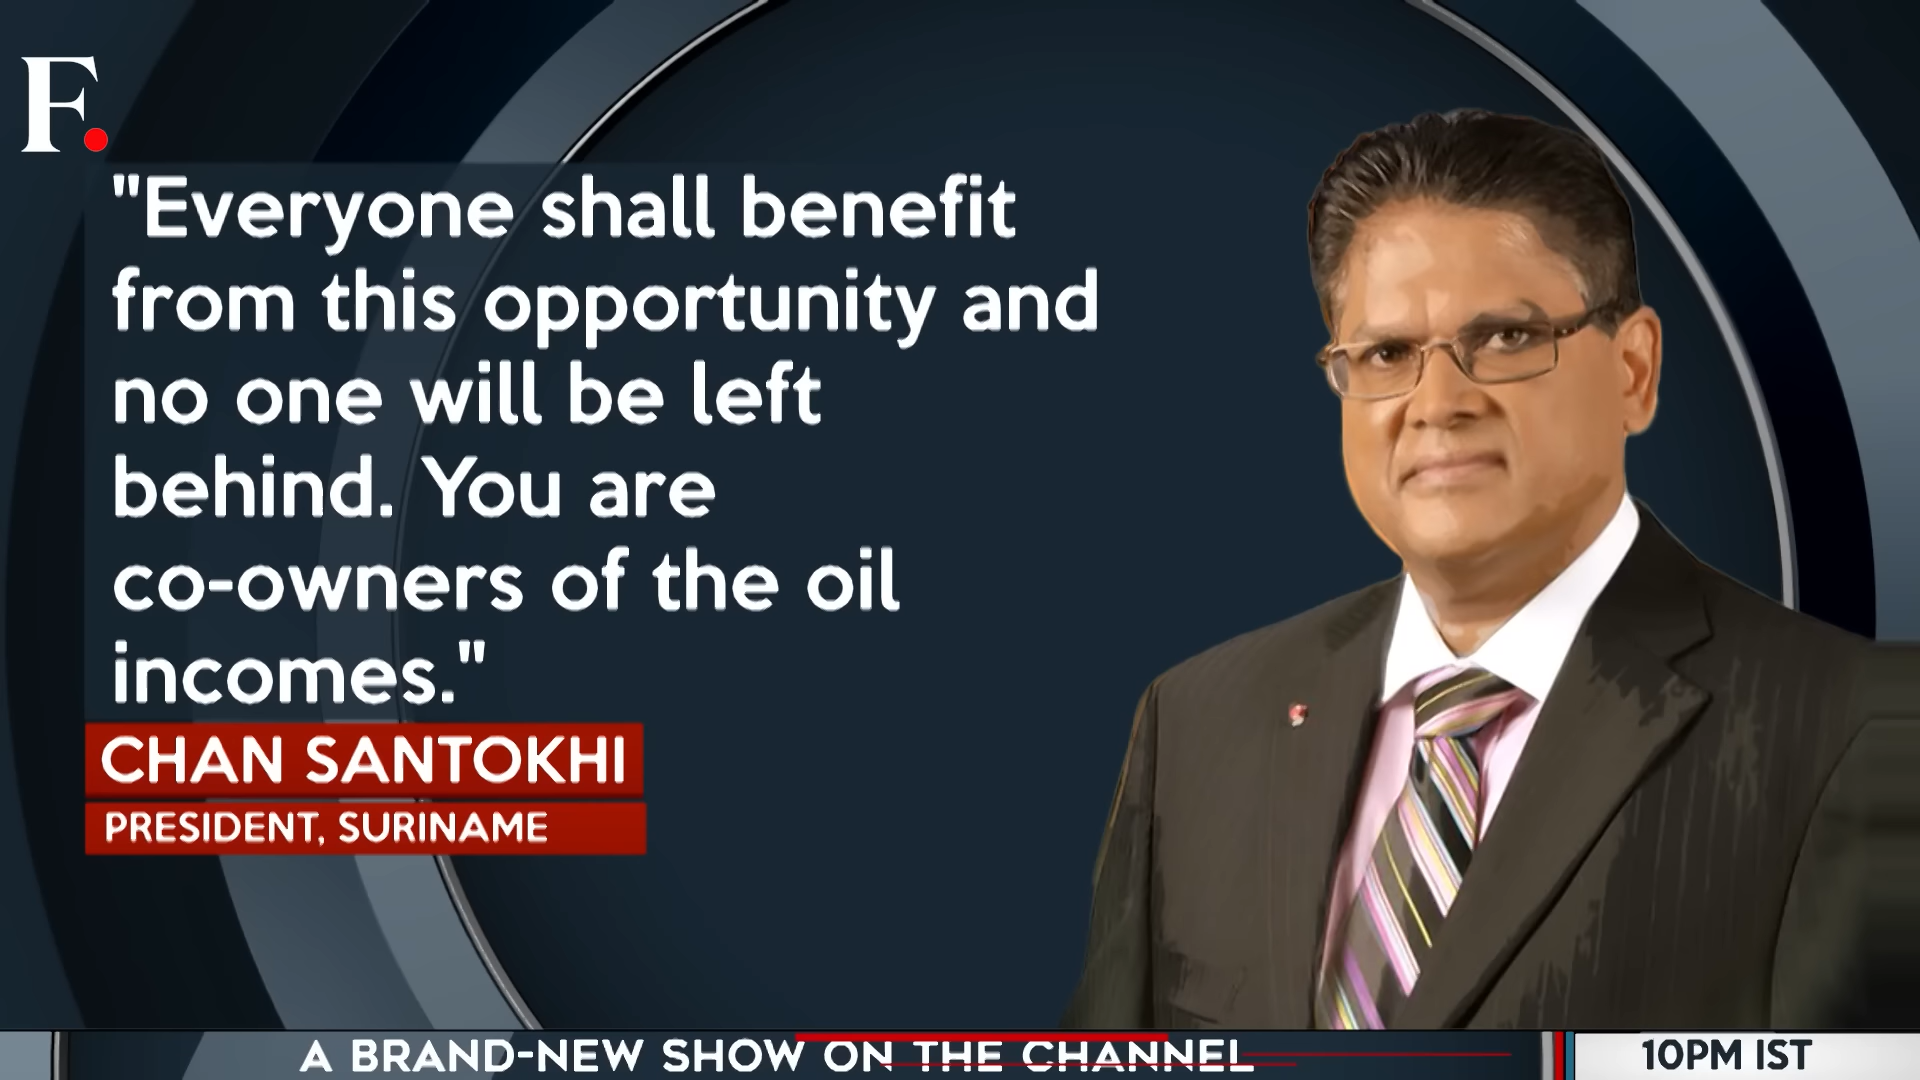 F.
"Everyone shall benefit
from this opportunity and
no one will be left
behind. You are
co-owners of the oil
incomes."
CHAN SANTOKHI
PRESIDENT, SURINAME
A BRAND-NEW SHOW ON THE CHANNEL
10PM IST